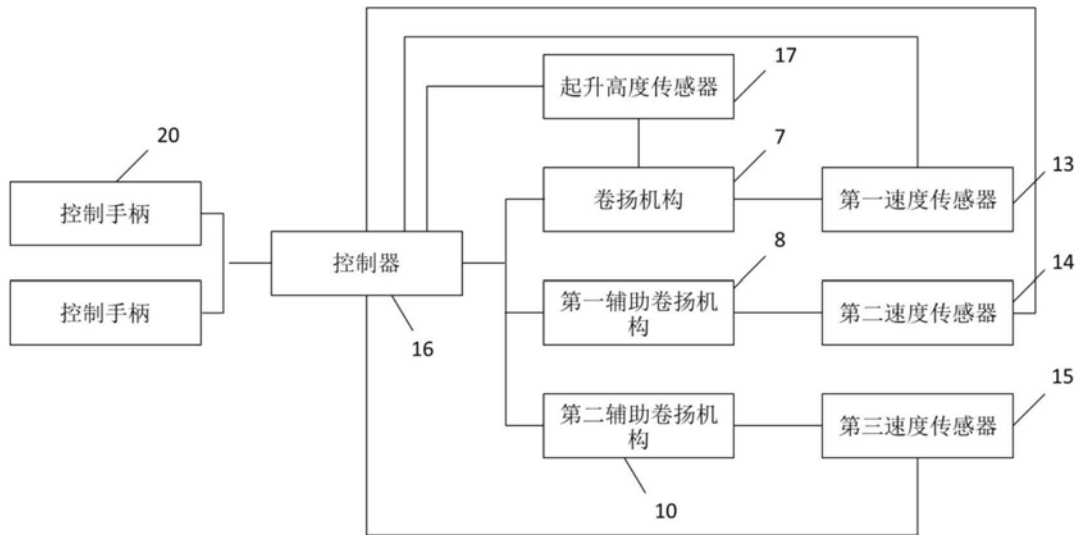 17
起升高度传感器
20
7
控制手柄
卷扬机构
第一速度传感器
13
控制器
8
14
控制手柄
第一辅助卷扬机
构
第二速度传感器
16
15
第二辅助卷扬机
构
第三速度传感器
10